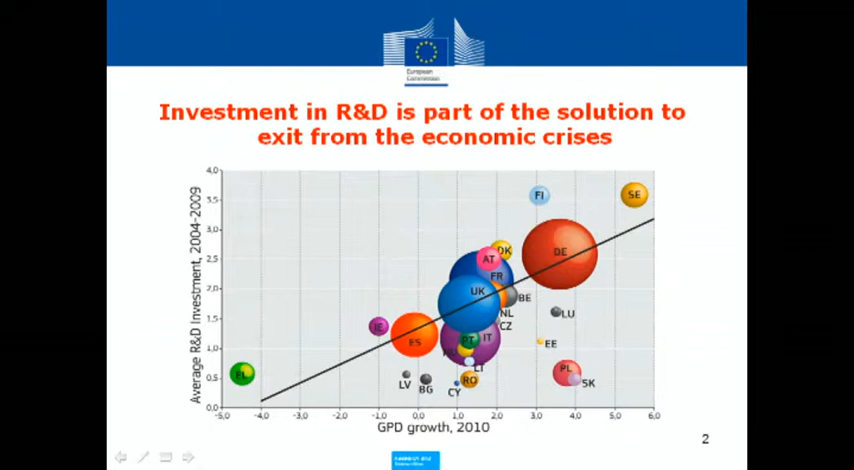 European
Commission
Investment in R&D is part of the solution to
exit from the economic crises
Average R&D Investment, 2004-2009
4,0
3,5
3,0
2,5
2,0
1,5
1,0
0,5
0,0
FI
SE
DK
AT
DE
FR
UK
BE
NL
LU
CZ
IE
ES
PT
IT
EE
LT
EL
LV
BG
CY
RO
PL
SK
-5,0 -4,0 -3,0 -2,0 -1,0 0,0 1,0 2,0 3,0 4,0 5,0 6,0
GPD growth, 2010
2